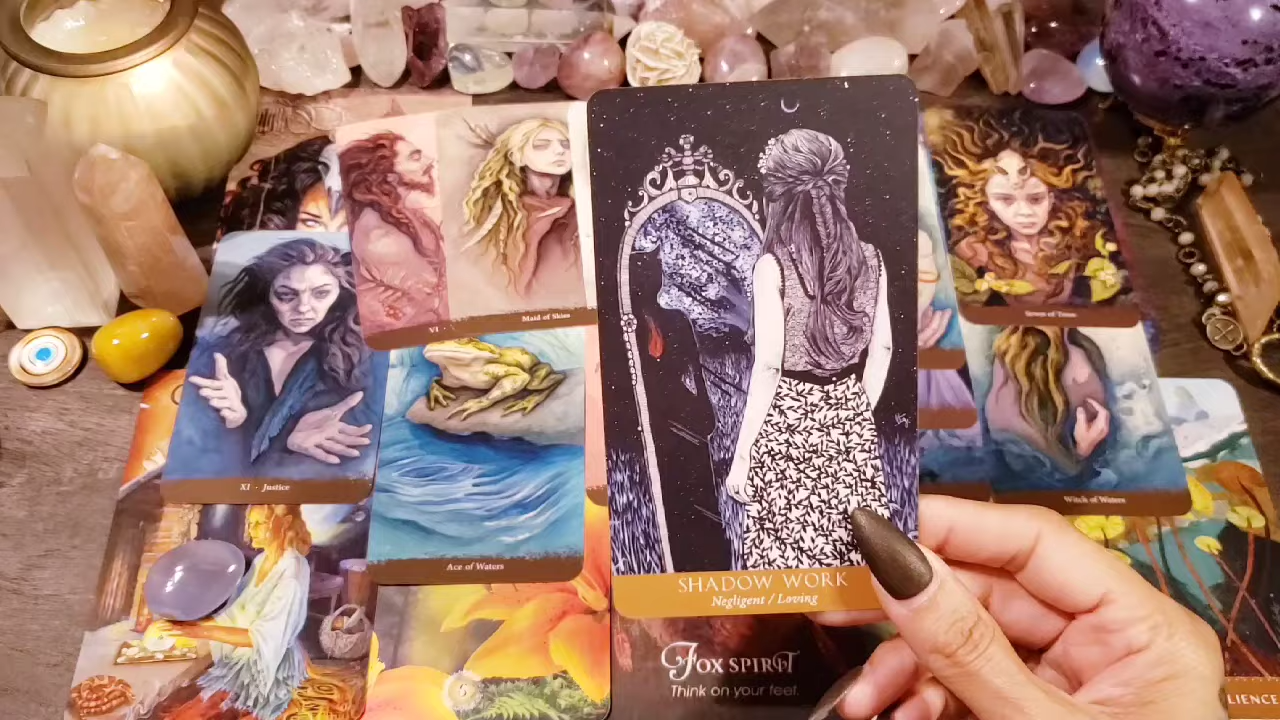 VI
Maid of Skies
Seven of Trees
XI · Justice
Witch of Waters
Ace of Waters
SHADOW WORK
Negligent / Loving
FOX SPIRIT
Think on your feet.
LIENCE